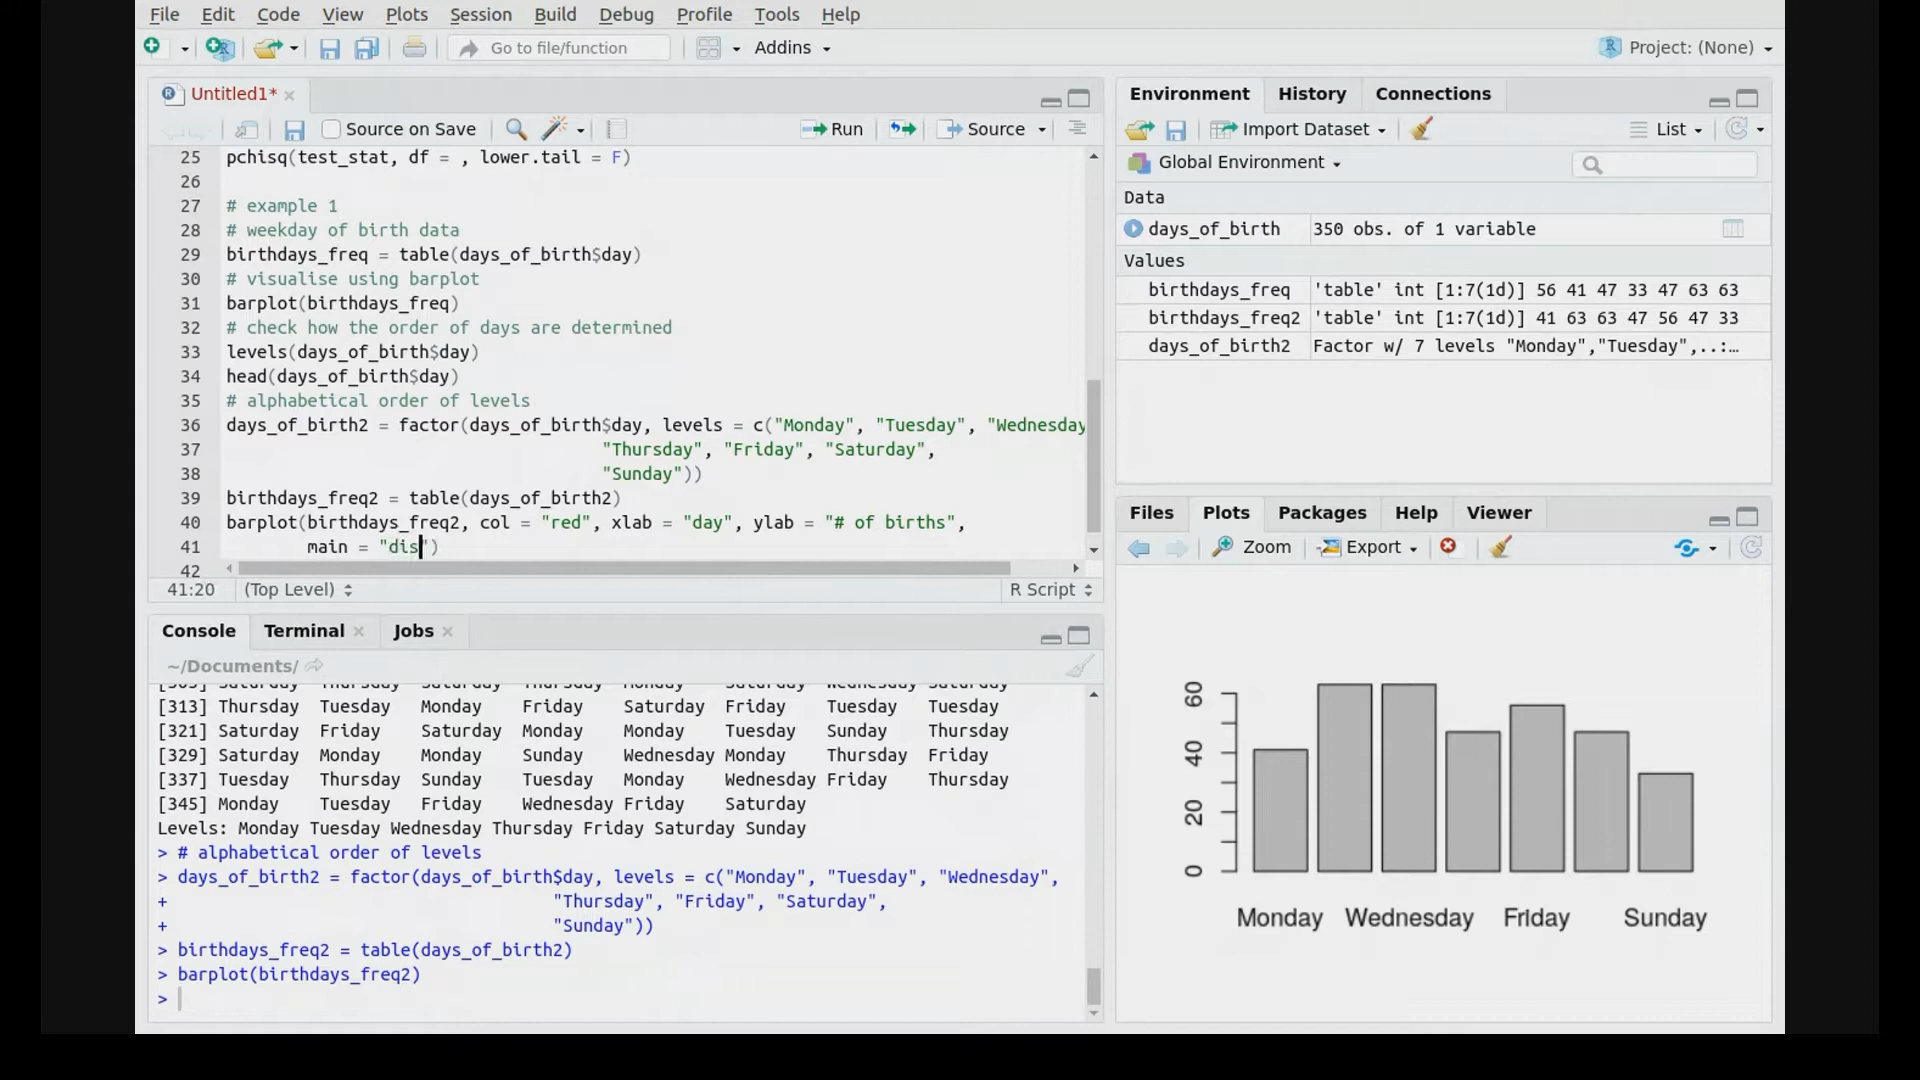 File Edit Code View Plots Session Build Debug Profile Tools Help
Go to file/function Addins Project: (None)
Untitled1*
Source on Save Run Source
25 pchisq(test_stat, df = , lower.tail = F)
26
27 # example 1
28 # weekday of birth data
29 birthdays_freq = table(days_of_birth$day)
30 # visualise using barplot
31 barplot(birthdays_freq)
32 # check how the order of days are determined
33 levels(days_of_birth$day)
34 head(days_of_birth$day)
35 # alphabetical order of levels
36 days_of_birth2 = factor(days_of_birth$day, levels = c("Monday", "Tuesday", "Wednesday
37 "Thursday", "Friday", "Saturday",
38 "Sunday"))
39 birthdays_freq2 = table(days_of_birth2)
40 barplot(birthdays_freq2, col = "red", xlab = "day", ylab = "# of births",
41 main = "dis")
42
41:20 (Top Level) R Script
Console Terminal Jobs
~/Documents/
[313] Thursday Tuesday Monday Friday Saturday Friday Tuesday Tuesday
[321] Saturday Friday Saturday Monday Monday Tuesday Sunday Thursday
[329] Saturday Monday Monday Sunday Wednesday Monday Thursday Friday
[337] Tuesday Thursday Sunday Tuesday Monday Wednesday Friday Thursday
[345] Monday Tuesday Friday Wednesday Friday Saturday
Levels: Monday Tuesday Wednesday Thursday Friday Saturday Sunday
> # alphabetical order of levels
> days_of_birth2 = factor(days_of_birth$day, levels = c("Monday", "Tuesday", "Wednesday",
+ "Thursday", "Friday", "Saturday",
+ "Sunday"))
> birthdays_freq2 = table(days_of_birth2)
> barplot(birthdays_freq2)
>
Environment History Connections
Import Dataset List
Global Environment
Data
days_of_birth 350 obs. of 1 variable
Values
birthdays_freq 'table' int [1:7(1d)] 56 41 47 33 47 63 63
birthdays_freq2 'table' int [1:7(1d)] 41 63 63 47 56 47 33
days_of_birth2 Factor w/ 7 levels "Monday","Tuesday",..:…
Files Plots Packages Help Viewer
Zoom Export
60
40
20
0
Monday Wednesday Friday Sunday